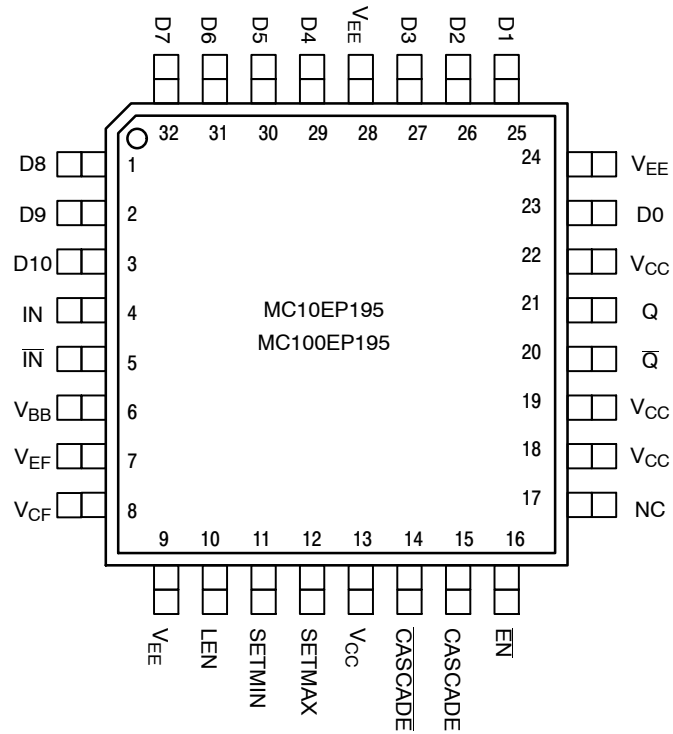 D7 D6 D5 D4 VEE D3 D2 D1
32 31 30 29 28 27 26 25
D8 1 24 VEE
D9 2 23 D0
D10 3 22 VCC
IN 4 21 Q
I̅N̅ 5 20 Q̅
VBB 6 19 VCC
VEF 7 18 VCC
VCF 8 17 NC
MC10EP195
MC100EP195
9 10 11 12 13 14 15 16
VEE LEN SETMIN SETMAX VCC C̅A̅S̅C̅A̅D̅E̅ CASCADE E̅N̅